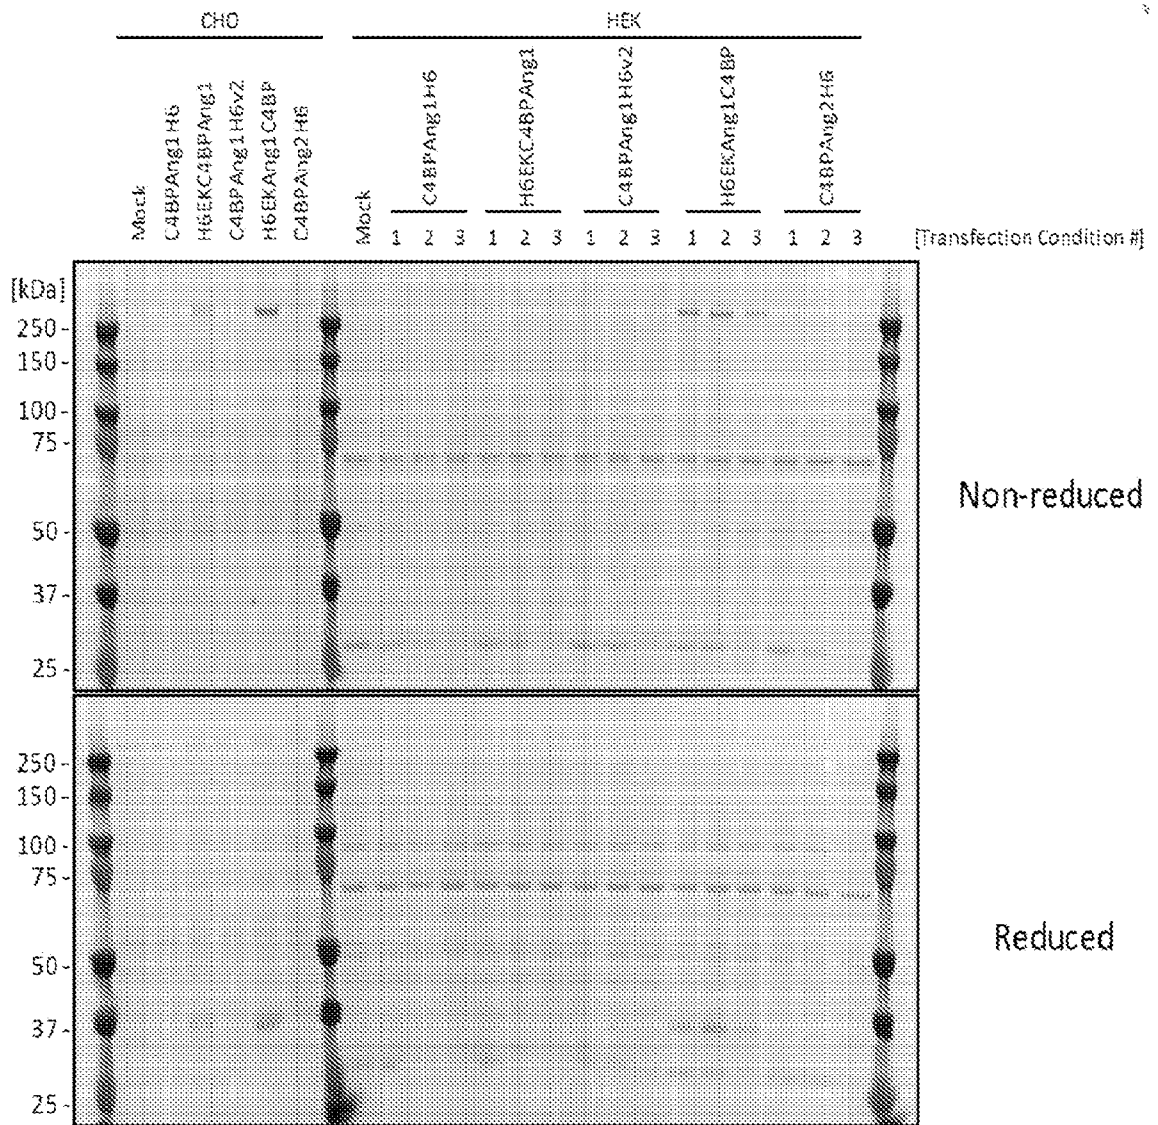 CHO HEK
Mock C4BPAng1H6 H6EKC4BPAng1 C4BPAng1H6v2 H6EKAng1C4BP C4BPAng2H6 Mock C4BPAng1H6 H6EKC4BPAng1 C4BPAng1H6v2 H6EKAng1C4BP C4BPAng2H6
1 2 3 1 2 3 1 2 3 1 2 3 1 2 3 [Transfection Condition #]
[kDa]
250-
150-
100-
75-
Non-reduced
50-
37-
25-
250-
150-
100-
75-
Reduced
50-
37-
25-